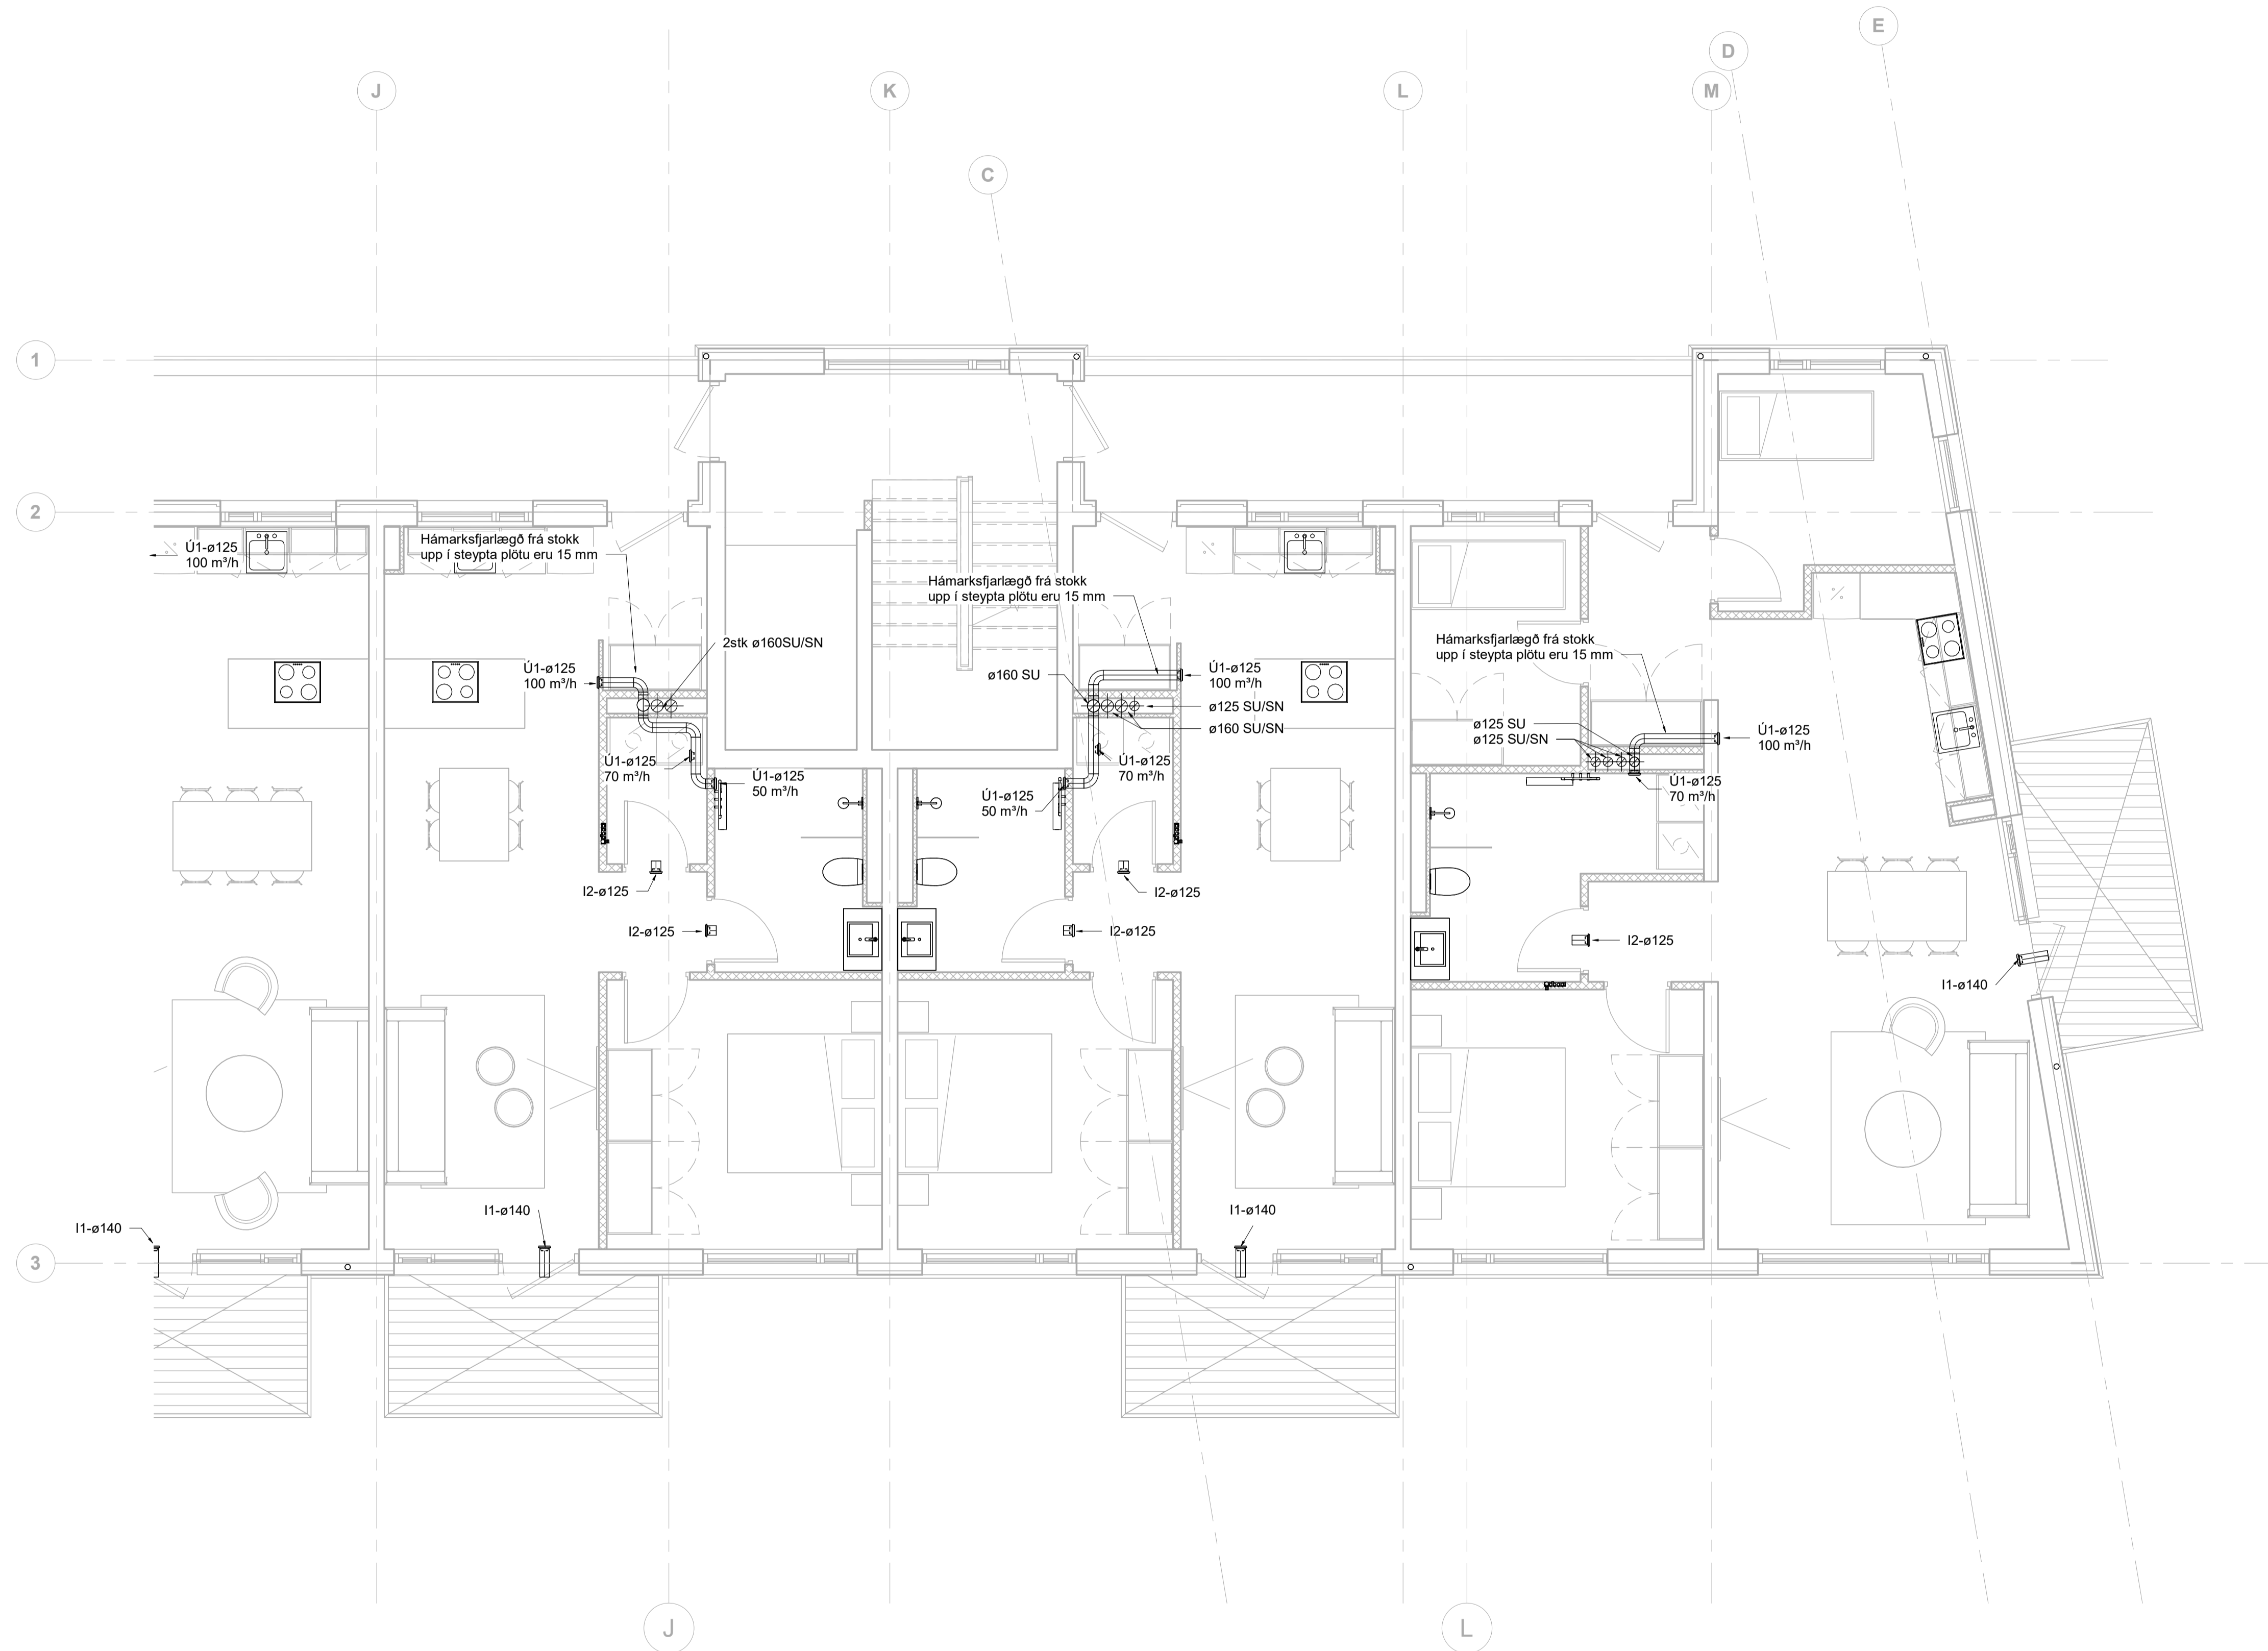 E
D
J
K
L
M
C
1
2
3
Ú1-ø125
100 m³/h
Hámarksfjarlægð frá stokk
upp í steypta plötu eru 15 mm
Hámarksfjarlægð frá stokk
upp í steypta plötu eru 15 mm
Hámarksfjarlægð frá stokk
upp í steypta plötu eru 15 mm
2stk ø160SU/SN
Ú1-ø125
100 m³/h
ø160 SU
Ú1-ø125
100 m³/h
ø125 SU/SN
ø160 SU/SN
ø125 SU
ø125 SU/SN
Ú1-ø125
100 m³/h
Ú1-ø125
70 m³/h
Ú1-ø125
50 m³/h
Ú1-ø125
50 m³/h
Ú1-ø125
70 m³/h
Ú1-ø125
70 m³/h
I2-ø125
I2-ø125
I2-ø125
I2-ø125
I2-ø125
I1-ø140
I1-ø140
I1-ø140
I1-ø140
J
L